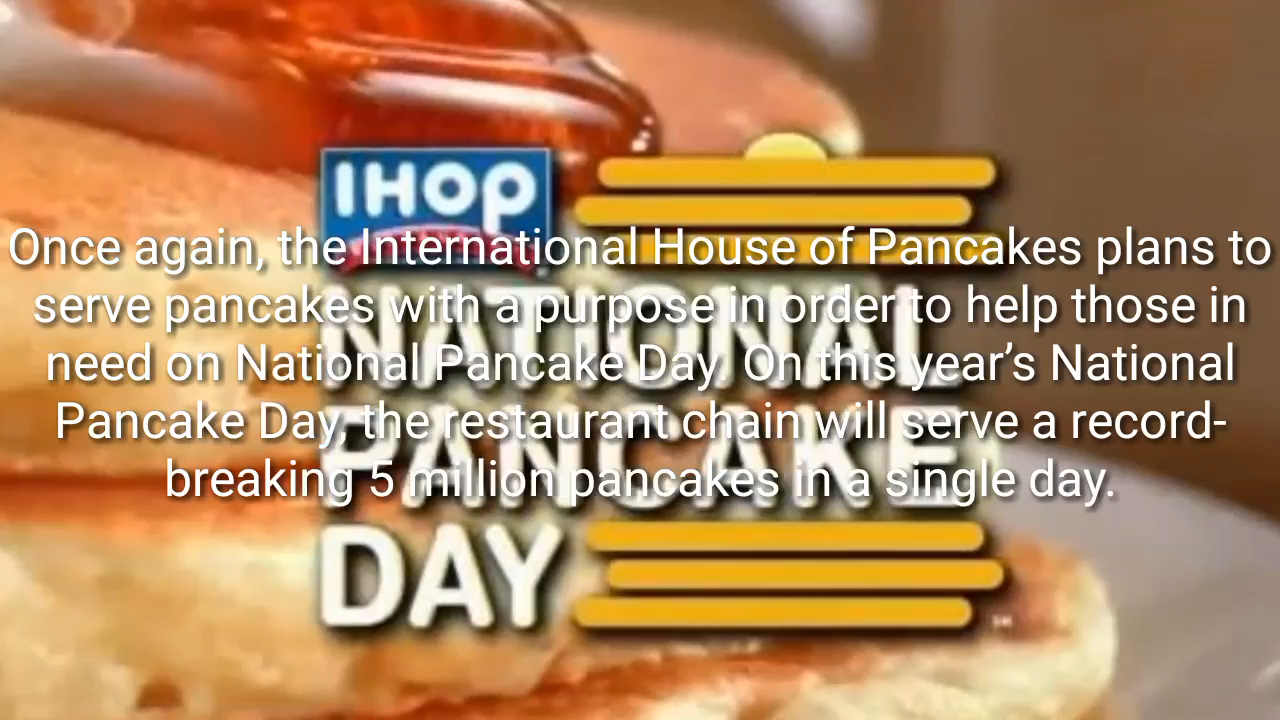 IHOP
Once again, the International House of Pancakes plans to
serve pancakes with a purpose in order to help those in
need on National Pancake Day. On this year’s National
Pancake Day, the restaurant chain will serve a record-
breaking 5 million pancakes in a single day.
NATIONAL
PANCAKE
DAY